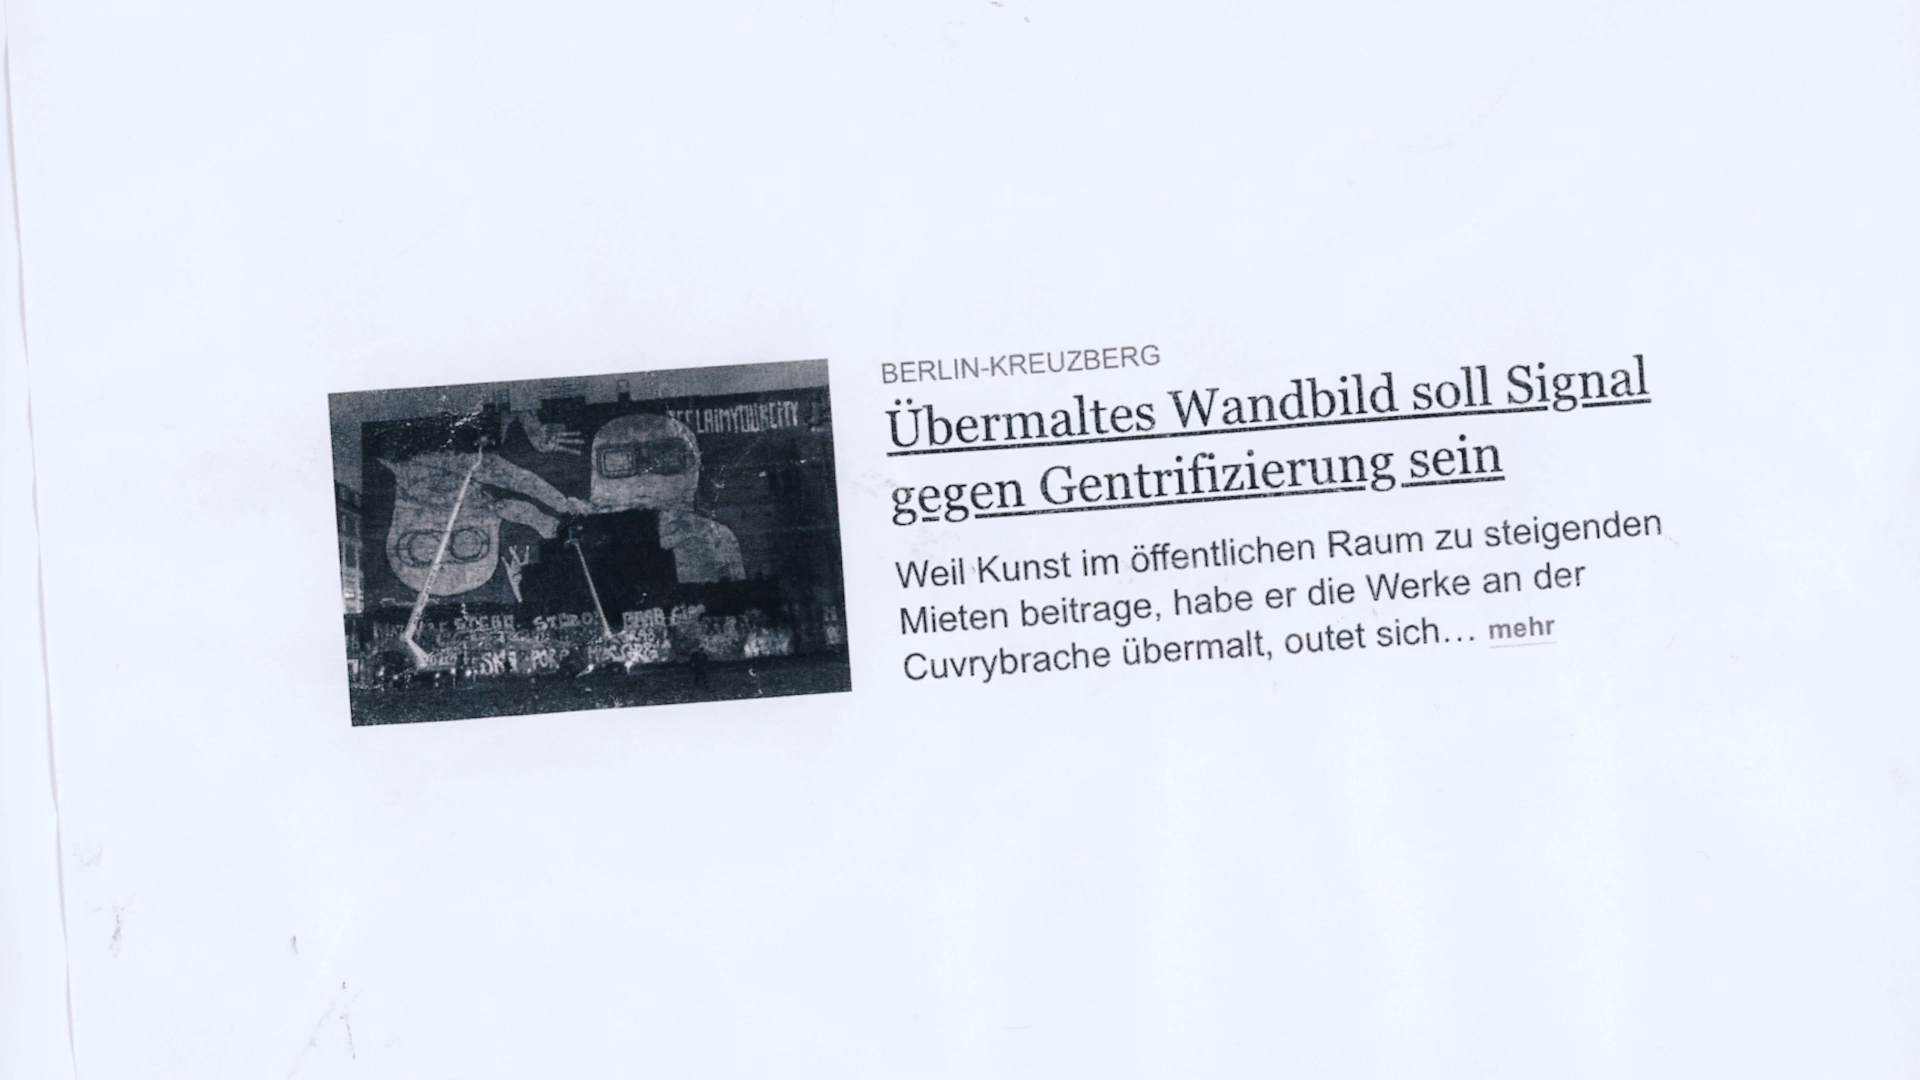 RECLAIMYOURCITY
BERLIN-KREUZBERG
Übermaltes Wandbild soll Signal
gegen Gentrifizierung sein
Weil Kunst im öffentlichen Raum zu steigenden
Mieten beitrage, habe er die Werke an der
Cuvrybrache übermalt, outet sich… mehr